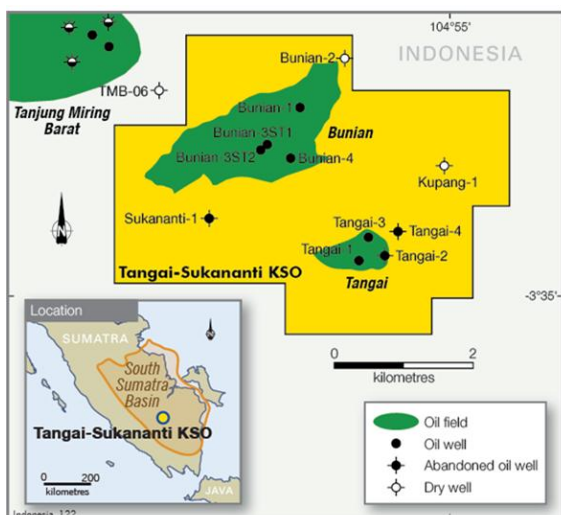 104°55'
INDONESIA
Bunian-2
TMB-06
Tanjung Miring
Barat
Bunian-1
Bunian
Bunian-3ST1
Bunian-3ST2
Bunian-4
Kupang-1
Sukananti-1
Tangai-3
Tangai-4
Tangai-1
Tangai-2
Tangai-Sukananti KSO
Tangai
N
-3°35'
Location
SUMATRA
N
South
Sumatra
Basin
Tangai-Sukananti KSO
0 200
kilometres
JAVA
0 2
kilometres
Oil field
Oil well
Abandoned oil well
Dry well
Indonesia 122